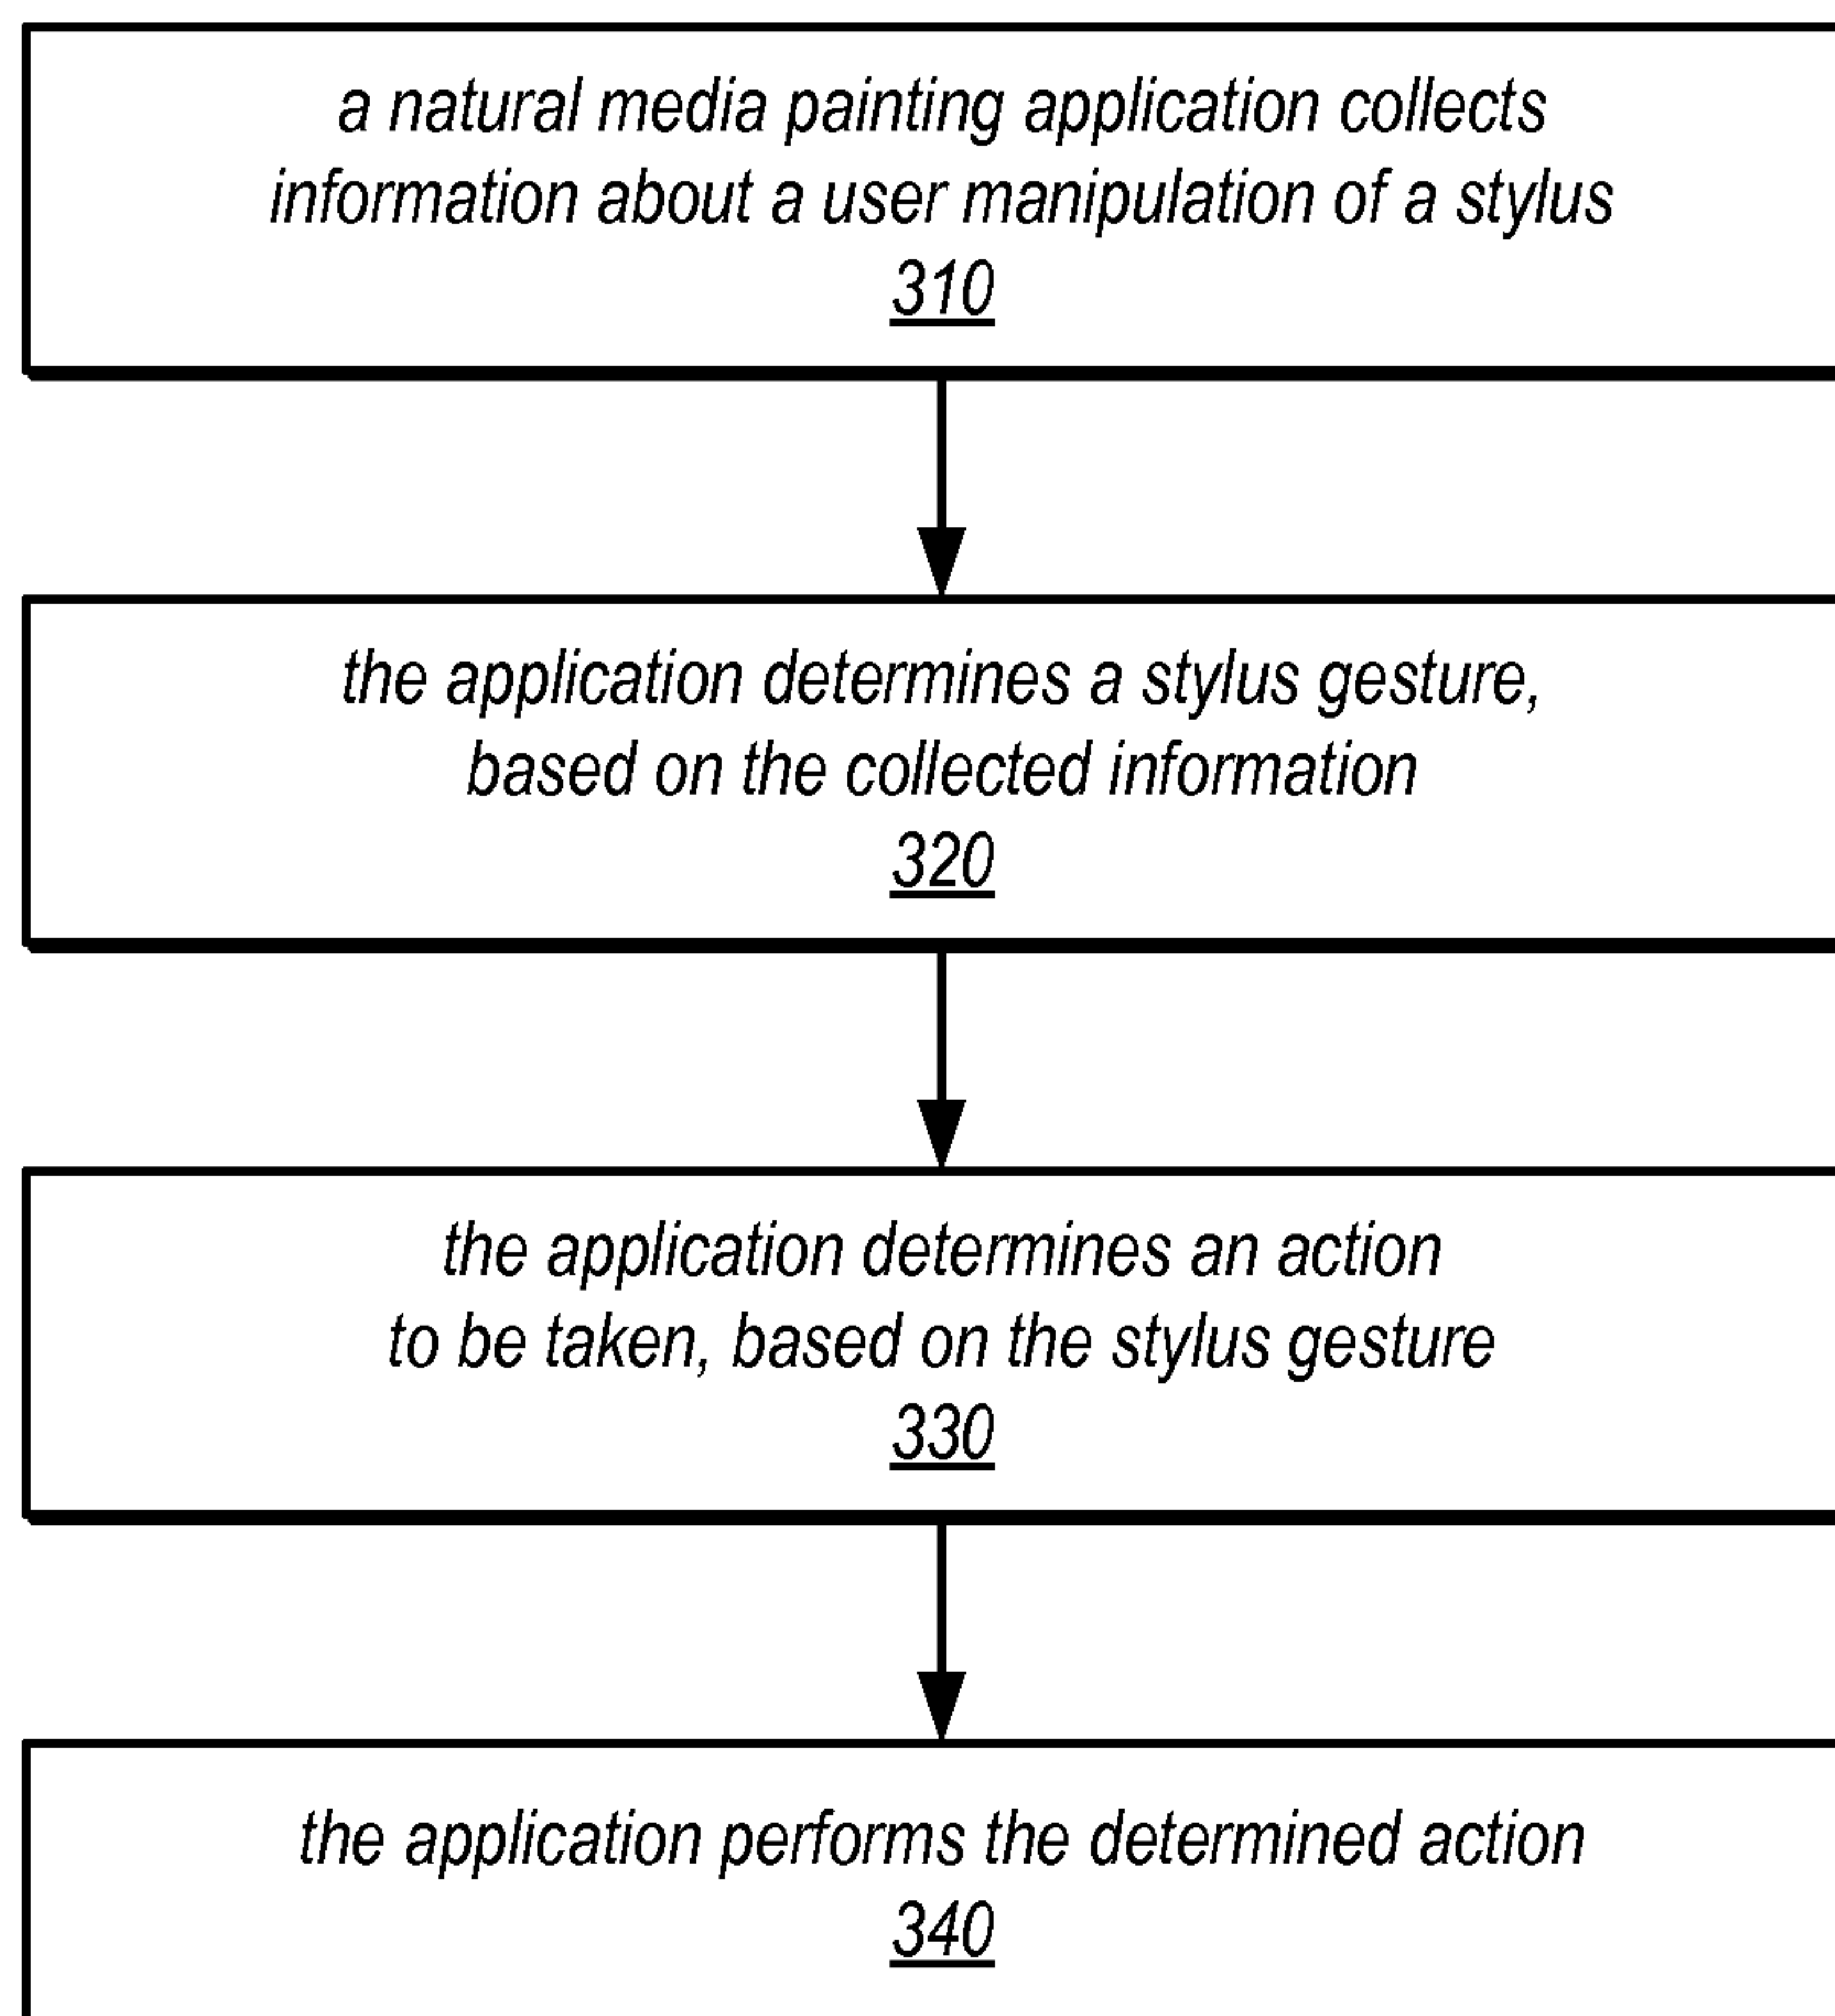 a natural media painting application collects
information about a user manipulation of a stylus
310
the application determines a stylus gesture,
based on the collected information
320
the application determines an action
to be taken, based on the stylus gesture
330
the application performs the determined action
340